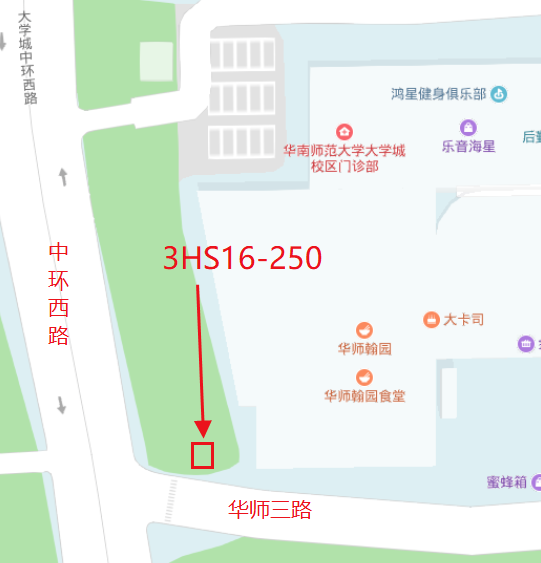 大学城中环西路
鸿星健身俱乐部
乐音海星
后勤
华南师范大学大学城
校区门诊部
中环西路
3HS16-250
大卡司
华师翰园
华师翰园食堂
蜜蜂箱
华师三路